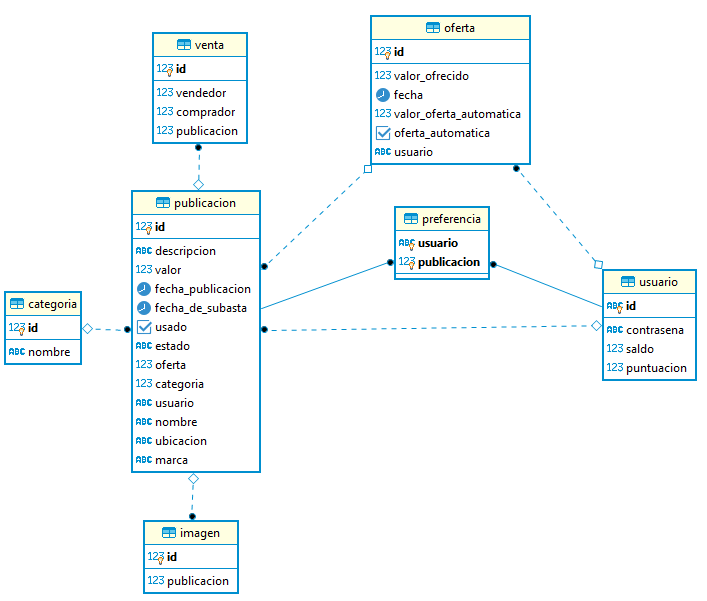 venta
123 id
123 vendedor
123 comprador
123 publicacion
oferta
123 id
123 valor_ofrecido
fecha
123 valor_oferta_automatica
oferta_automatica
ABC usuario
publicacion
123 id
ABC descripcion
123 valor
fecha_publicacion
fecha_de_subasta
usado
ABC estado
123 oferta
123 categoria
ABC usuario
ABC nombre
ABC ubicacion
ABC marca
preferencia
ABC usuario
123 publicacion
categoria
123 id
ABC nombre
usuario
ABC id
ABC contrasena
123 saldo
123 puntuacion
imagen
123 id
123 publicacion